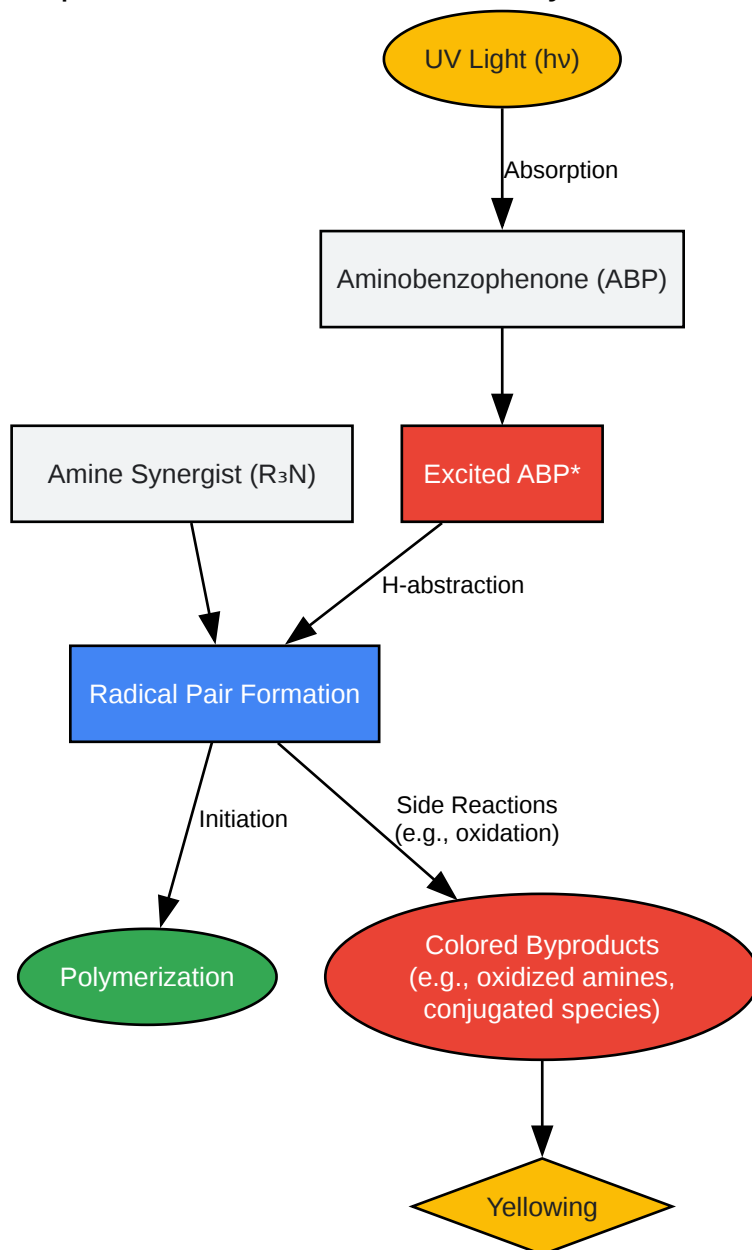 UV Light (hν)
Absorption
Aminobenzophenone (ABP)
Amine Synergist (R₃N)
Excited ABP*
H-abstraction
Radical Pair Formation
Initiation
Side Reactions
(e.g., oxidation)
Polymerization
Colored Byproducts
(e.g., oxidized amines,
conjugated species)
Yellowing